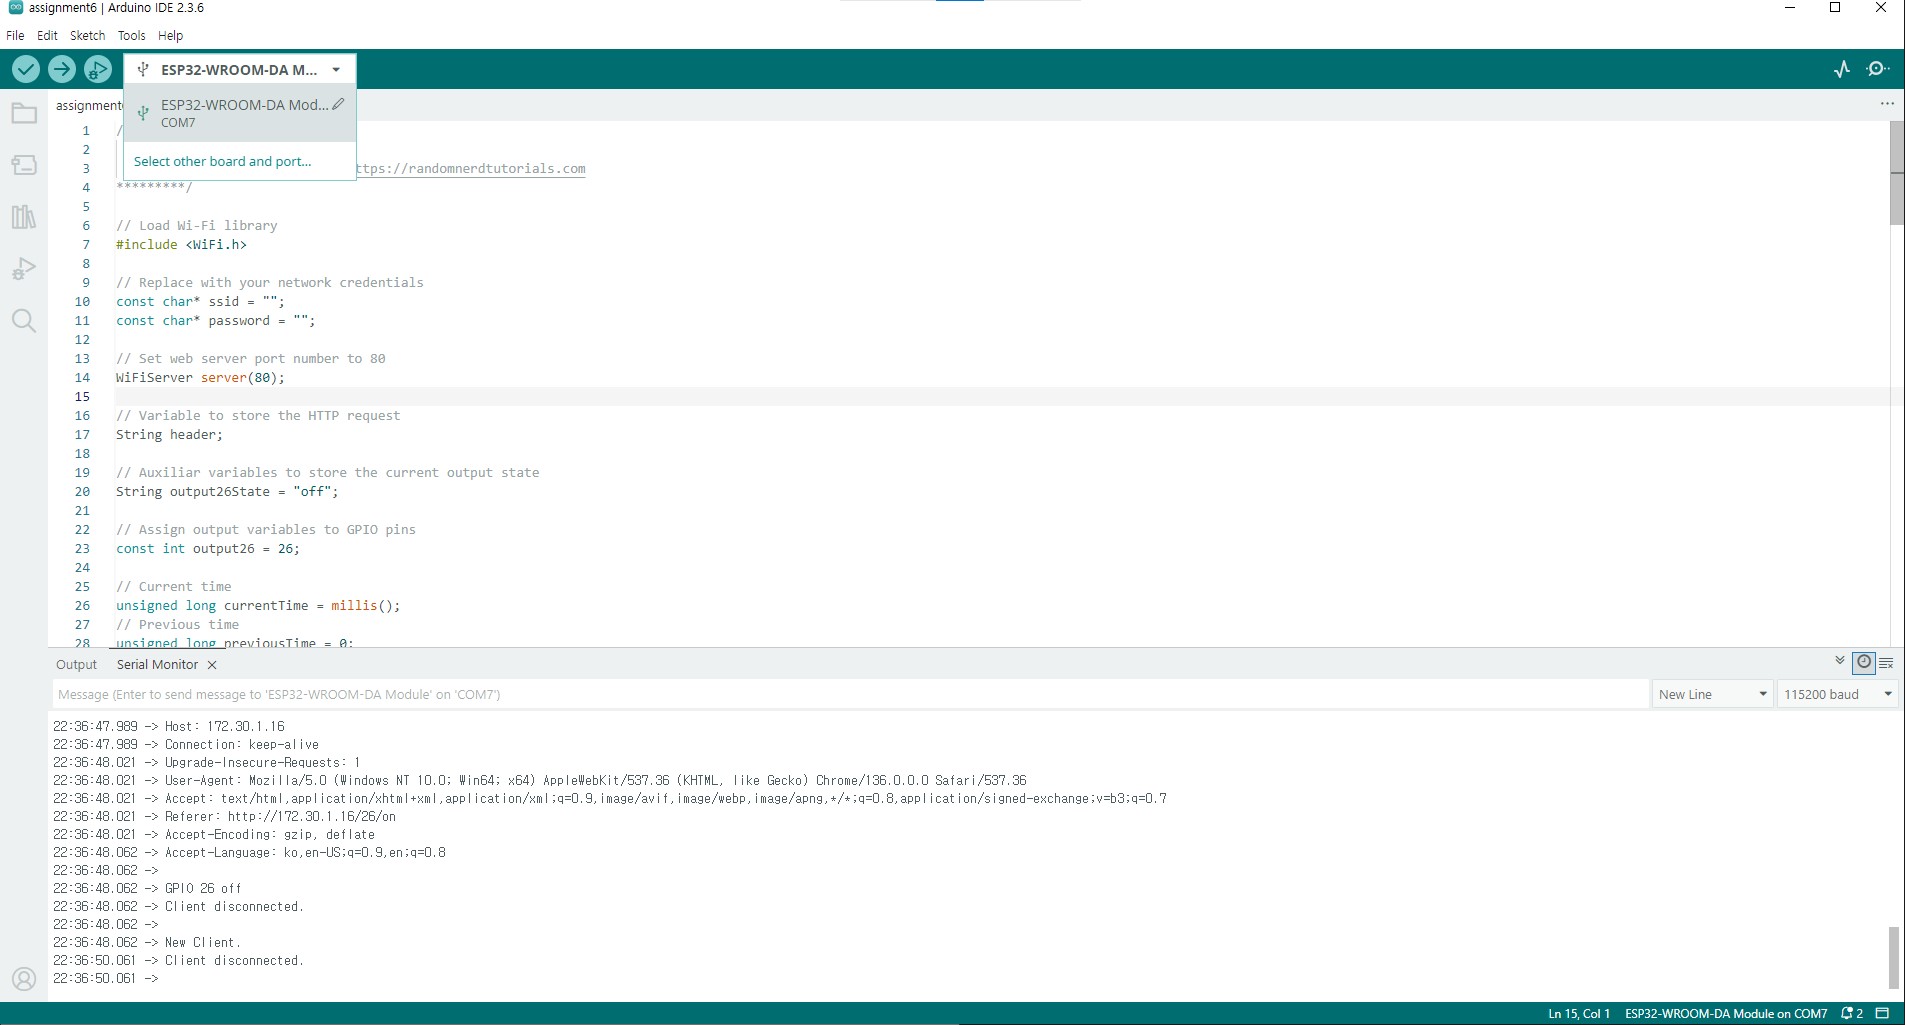 assignment6 | Arduino IDE 2.3.6
File Edit Sketch Tools Help
ESP32-WROOM-DA M...
ESP32-WROOM-DA Mod...
COM7
Select other board and port...
assignment
1 /
2
3 ttps://randomnerdtutorials.com
4 *********/
5
6 // Load Wi-Fi library
7 #include <WiFi.h>
8
9 // Replace with your network credentials
10 const char* ssid = "";
11 const char* password = "";
12
13 // Set web server port number to 80
14 WiFiServer server(80);
15
16 // Variable to store the HTTP request
17 String header;
18
19 // Auxiliar variables to store the current output state
20 String output26State = "off";
21
22 // Assign output variables to GPIO pins
23 const int output26 = 26;
24
25 // Current time
26 unsigned long currentTime = millis();
27 // Previous time
28 unsigned long previousTime = 0;
Output Serial Monitor
Message (Enter to send message to 'ESP32-WROOM-DA Module' on 'COM7')
New Line 115200 baud
22:36:47.989 -> Host: 172.30.1.16
22:36:47.989 -> Connection: keep-alive
22:36:48.021 -> Upgrade-Insecure-Requests: 1
22:36:48.021 -> User-Agent: Mozilla/5.0 (Windows NT 10.0; Win64; x64) AppleWebKit/537.36 (KHTML, like Gecko) Chrome/136.0.0.0 Safari/537.36
22:36:48.021 -> Accept: text/html,application/xhtml+xml,application/xml;q=0.9,image/avif,image/webp,image/apng,*/*;q=0.8,application/signed-exchange;v=b3;q=0.7
22:36:48.021 -> Referer: http://172.30.1.16/26/on
22:36:48.021 -> Accept-Encoding: gzip, deflate
22:36:48.062 -> Accept-Language: ko,en-US;q=0.9,en;q=0.8
22:36:48.062 ->
22:36:48.062 -> GPIO 26 off
22:36:48.062 -> Client disconnected.
22:36:48.062 ->
22:36:48.062 -> New Client.
22:36:50.061 -> Client disconnected.
22:36:50.061 ->
Ln 15, Col 1 ESP32-WROOM-DA Module on COM7 2